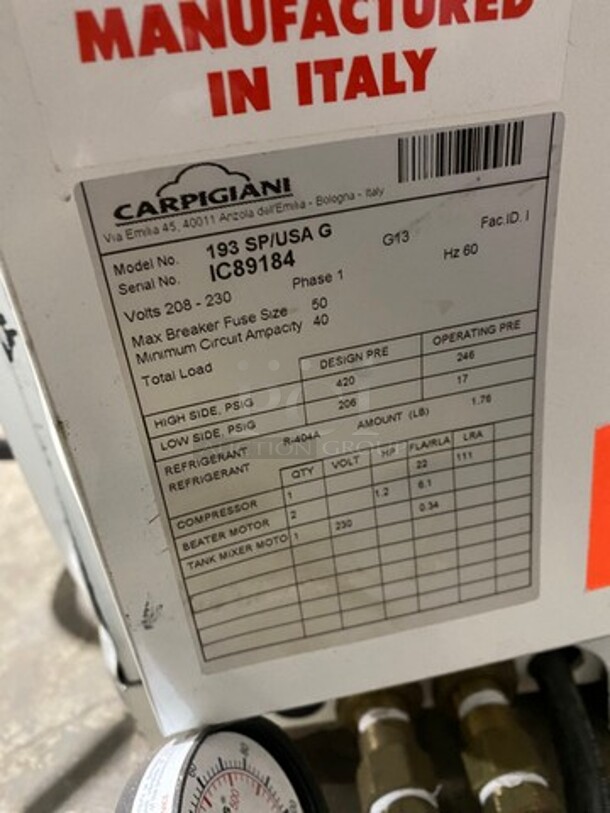 MANUFACTURED
IN ITALY
CARPIGIANI
Via Emilia 45, 40011 Anzola dell'Emilia - Bologna - Italy
Model No. 193 SP/USA G G13 Fac.ID. I
Serial No. IC89184
Volts 208 - 230 Phase 1 Hz 60
Max Breaker Fuse Size 50
Minimum Circuit Ampacity 40
Total Load
DESIGN PRE OPERATING PRE
HIGH SIDE, PSIG 420 246
LOW SIDE, PSIG 206 17
REFRIGERANT R-404A AMOUNT (LB) 1.76
REFRIGERANT
QTY VOLT HP FLA/RLA LRA
COMPRESSOR 1 22 111
BEATER MOTOR 2 1.2 6.1
TANK MIXER MOTO 1 230 0.34
AUCTION GROUP